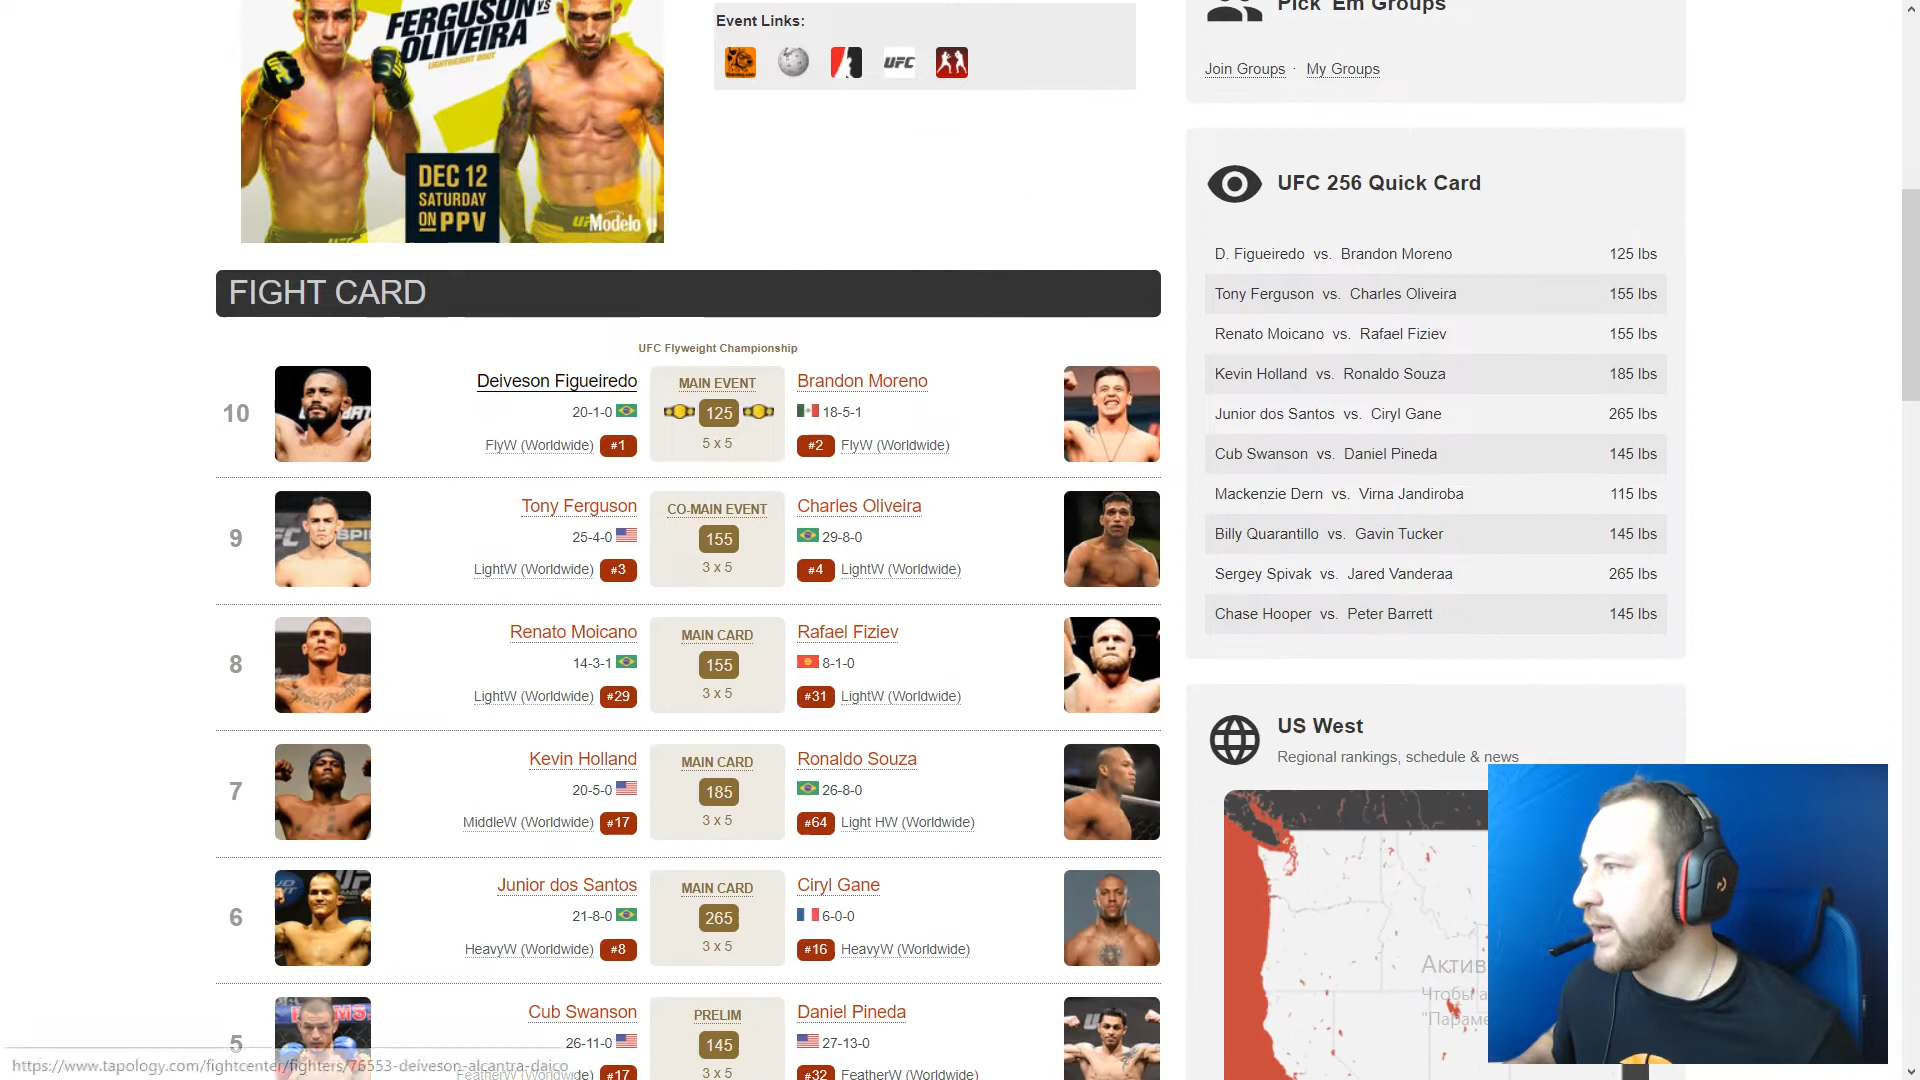 FERGUSON VS
OLIVEIRA
LIGHTWEIGHT BOUT
DEC 12
SATURDAY
ON PPV
Modelo
Event Links:
UFC
Pick 'Em Groups
Join Groups · My Groups
UFC 256 Quick Card
D. Figueiredo vs. Brandon Moreno 125 lbs
Tony Ferguson vs. Charles Oliveira 155 lbs
Renato Moicano vs. Rafael Fiziev 155 lbs
Kevin Holland vs. Ronaldo Souza 185 lbs
Junior dos Santos vs. Ciryl Gane 265 lbs
Cub Swanson vs. Daniel Pineda 145 lbs
Mackenzie Dern vs. Virna Jandiroba 115 lbs
Billy Quarantillo vs. Gavin Tucker 145 lbs
Sergey Spivak vs. Jared Vanderaa 265 lbs
Chase Hooper vs. Peter Barrett 145 lbs
FIGHT CARD
UFC Flyweight Championship
10
Deiveson Figueiredo MAIN EVENT Brandon Moreno
20-1-0 125 18-5-1
FlyW (Worldwide) #1 5 x 5 #2 FlyW (Worldwide)
9
Tony Ferguson CO-MAIN EVENT Charles Oliveira
25-4-0 155 29-8-0
LightW (Worldwide) #3 3 x 5 #4 LightW (Worldwide)
8
Renato Moicano MAIN CARD Rafael Fiziev
14-3-1 155 8-1-0
LightW (Worldwide) #29 3 x 5 #31 LightW (Worldwide)
7
Kevin Holland MAIN CARD Ronaldo Souza
20-5-0 185 26-8-0
MiddleW (Worldwide) #17 3 x 5 #64 Light HW (Worldwide)
6
Junior dos Santos MAIN CARD Ciryl Gane
21-8-0 265 6-0-0
HeavyW (Worldwide) #8 3 x 5 #16 HeavyW (Worldwide)
5
Cub Swanson PRELIM Daniel Pineda
26-11-0 145 27-13-0
FeatherW (Worldwide) #17 3 x 5 #32 FeatherW (Worldwide)
US West
Regional rankings, schedule & news
Актив
Чтобы а
"Параме
https://www.tapology.com/fightcenter/fighters/76553-deiveson-alcantra-daico